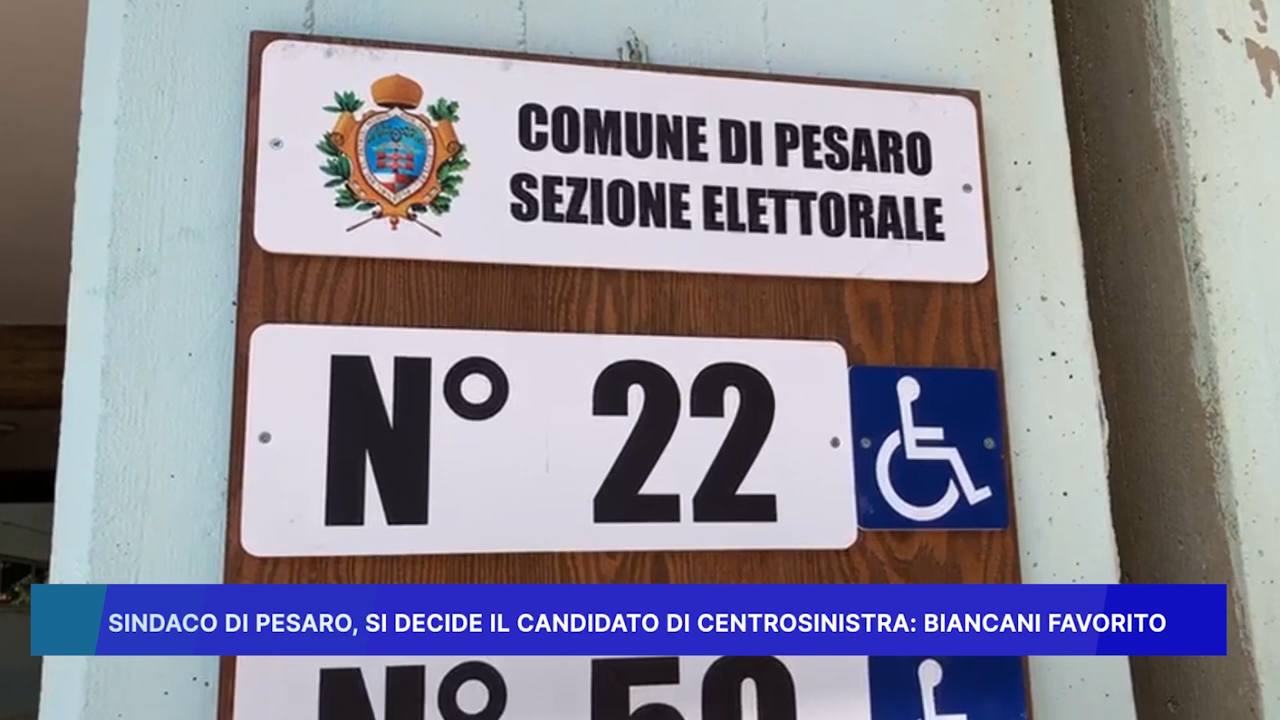 COMUNE DI PESARO
SEZIONE ELETTORALE
N° 22
SINDACO DI PESARO, SI DECIDE IL CANDIDATO DI CENTROSINISTRA: BIANCANI FAVORITO
N°